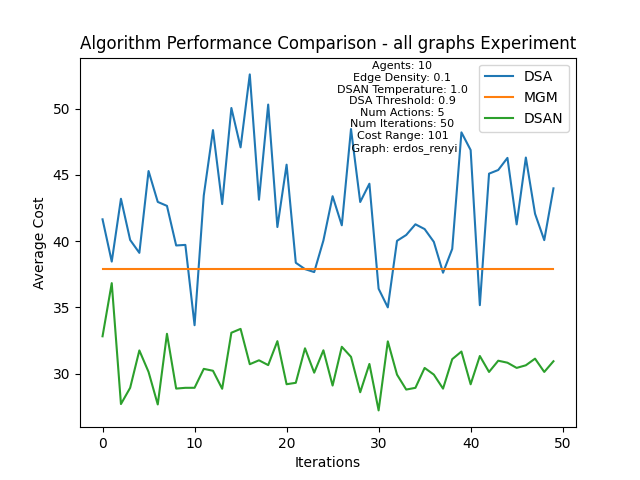 Algorithm Performance Comparison - all graphs Experiment
Agents: 10
Edge Density: 0.1
DSAN Temperature: 1.0
DSA Threshold: 0.9
Num Actions: 5
Num Iterations: 50
Cost Range: 101
Graph: erdos_renyi
DSA
MGM
DSAN
Average Cost
50
45
40
35
30
0 10 20 30 40 50
Iterations